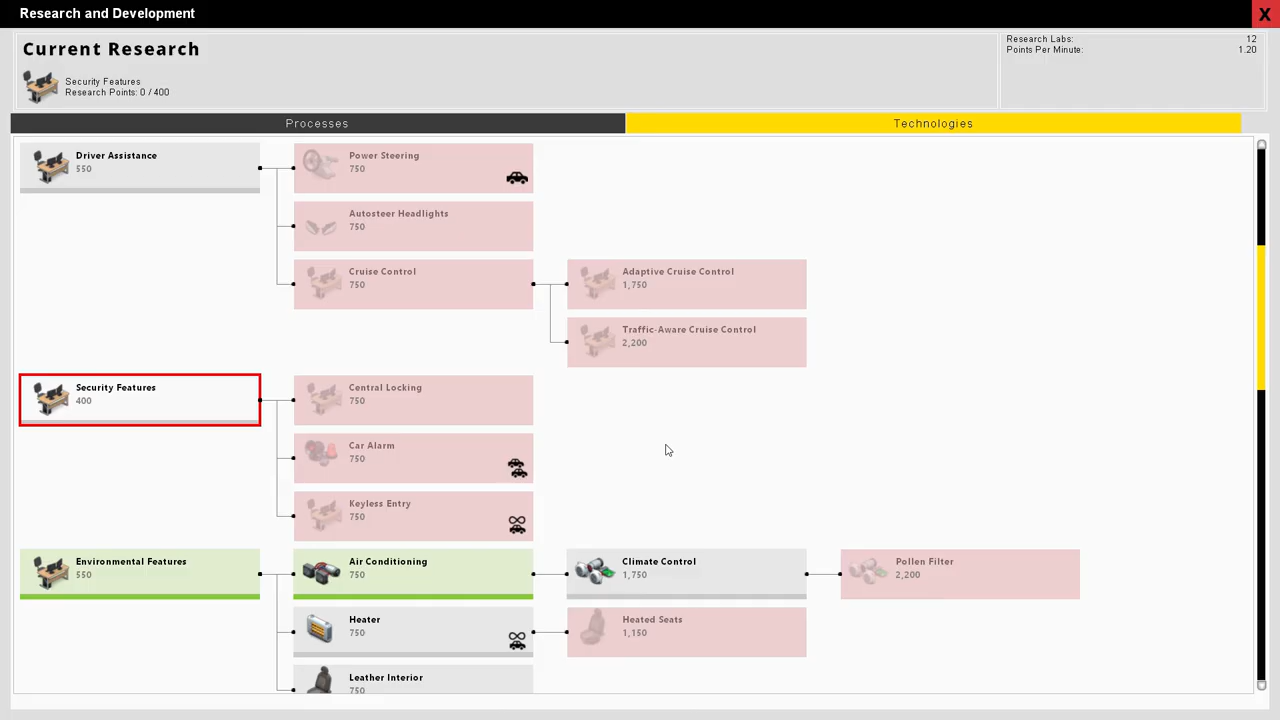 Research and Development
X
Current Research
Security Features
Research Points: 0 / 400
Research Labs: 12
Points Per Minute: 1.20
Processes
Technologies
Driver Assistance
550
Power Steering
750
Autosteer Headlights
750
Cruise Control
750
Adaptive Cruise Control
1,750
Traffic-Aware Cruise Control
2,200
Security Features
400
Central Locking
750
Car Alarm
750
Keyless Entry
750
Environmental Features
550
Air Conditioning
750
Climate Control
1,750
Pollen Filter
2,200
Heater
750
Heated Seats
1,150
Leather Interior
750